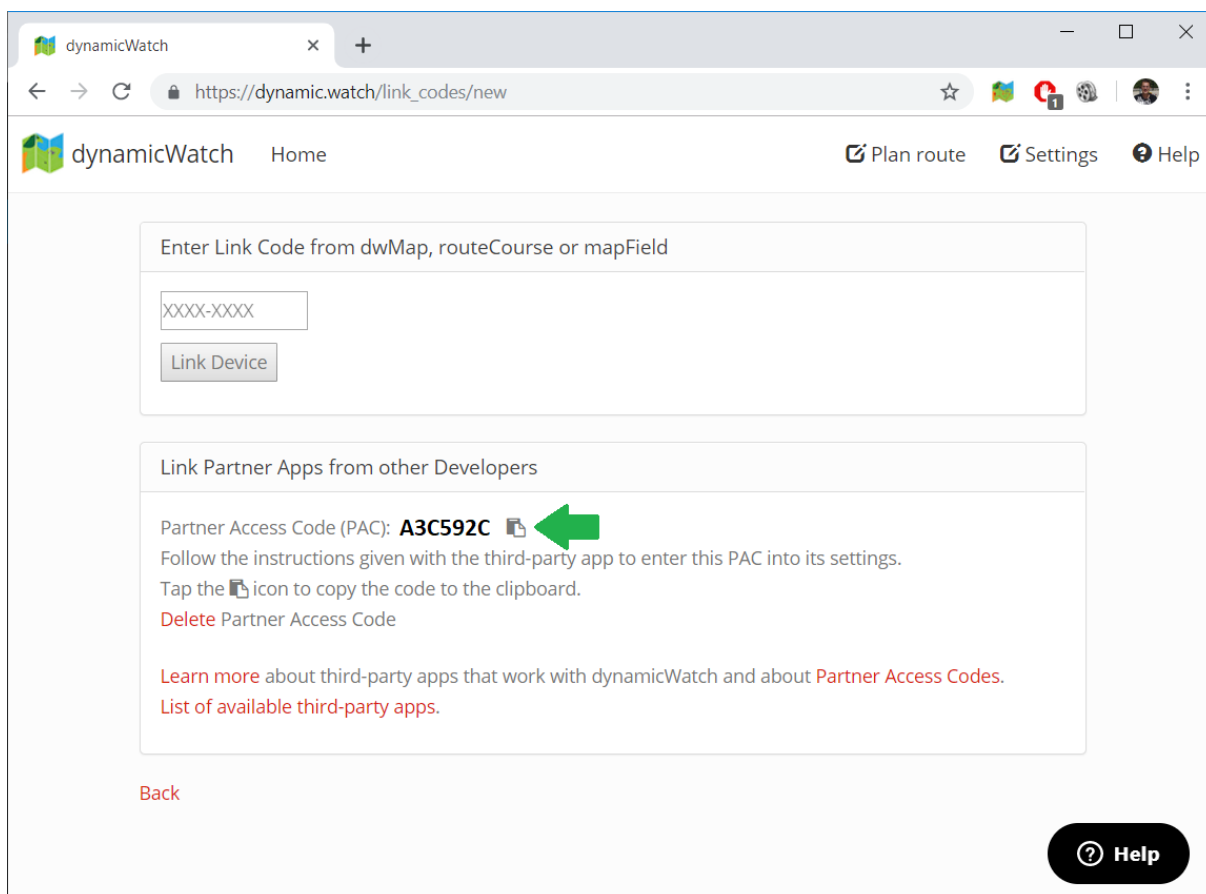 dynamicWatch
https://dynamic.watch/link_codes/new
1
dynamicWatch Home Plan route Settings Help
Enter Link Code from dwMap, routeCourse or mapField
XXXX-XXXX
Link Device
Link Partner Apps from other Developers
Partner Access Code (PAC): A3C592C
Follow the instructions given with the third-party app to enter this PAC into its settings.
Tap the icon to copy the code to the clipboard.
Delete Partner Access Code
Learn more about third-party apps that work with dynamicWatch and about Partner Access Codes.
List of available third-party apps.
Back
Help